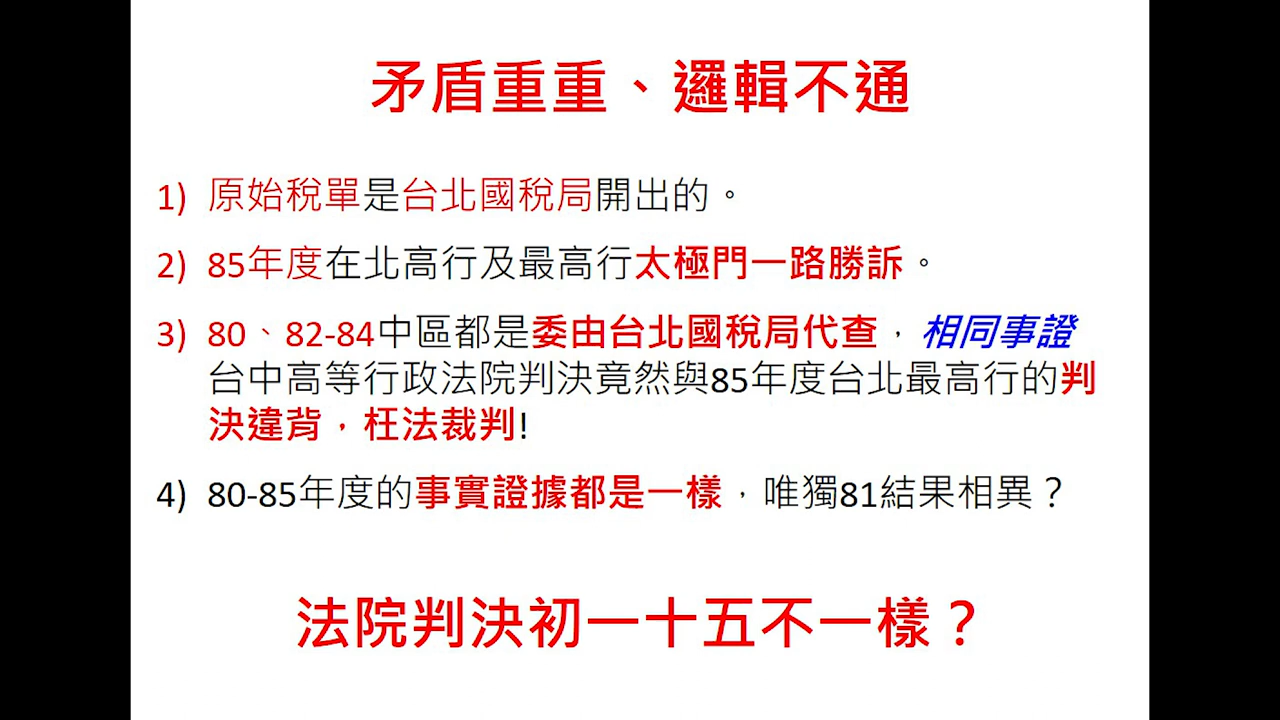 矛盾重重、邏輯不通
1) 原始稅單是台北國稅局開出的。
2) 85年度在北高行及最高行太極門一路勝訴。
3) 80、82-84中區都是委由台北國稅局代查，相同事證
台中高等行政法院判決竟然與85年度台北最高行的判
決違背，枉法裁判!
4) 80-85年度的事實證據都是一樣，唯獨81結果相異？
法院判決初一十五不一樣？